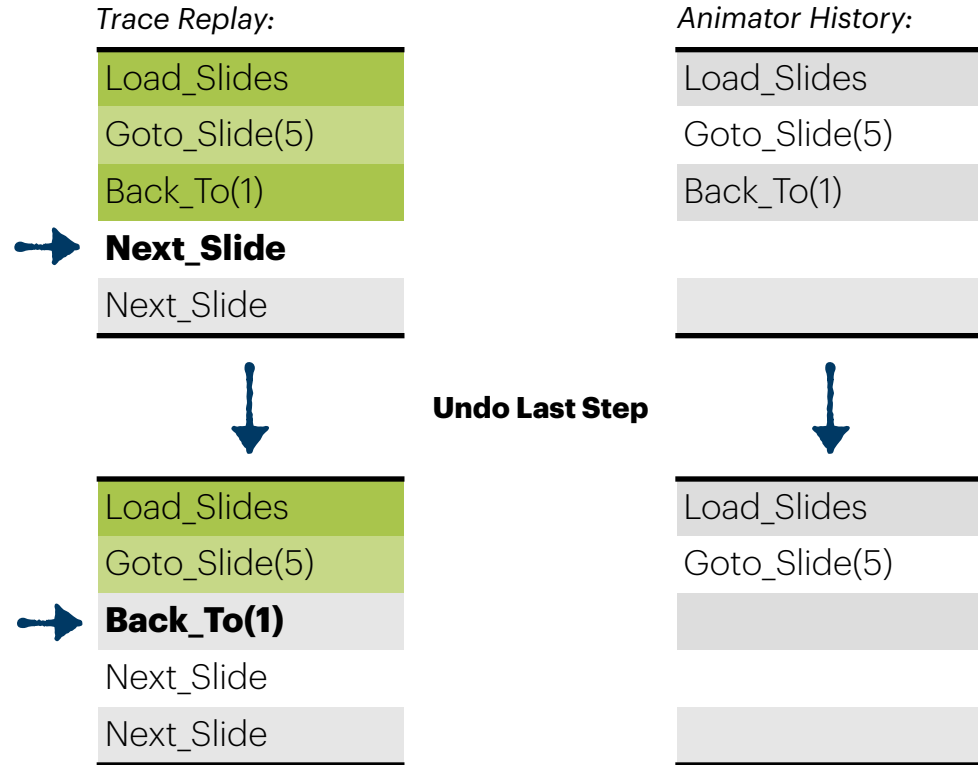 Trace Replay:
Load_Slides
Goto_Slide(5)
Back_To(1)
Next_Slide
Next_Slide
Animator History:
Load_Slides
Goto_Slide(5)
Back_To(1)
Undo Last Step
Load_Slides
Goto_Slide(5)
Back_To(1)
Next_Slide
Next_Slide
Load_Slides
Goto_Slide(5)